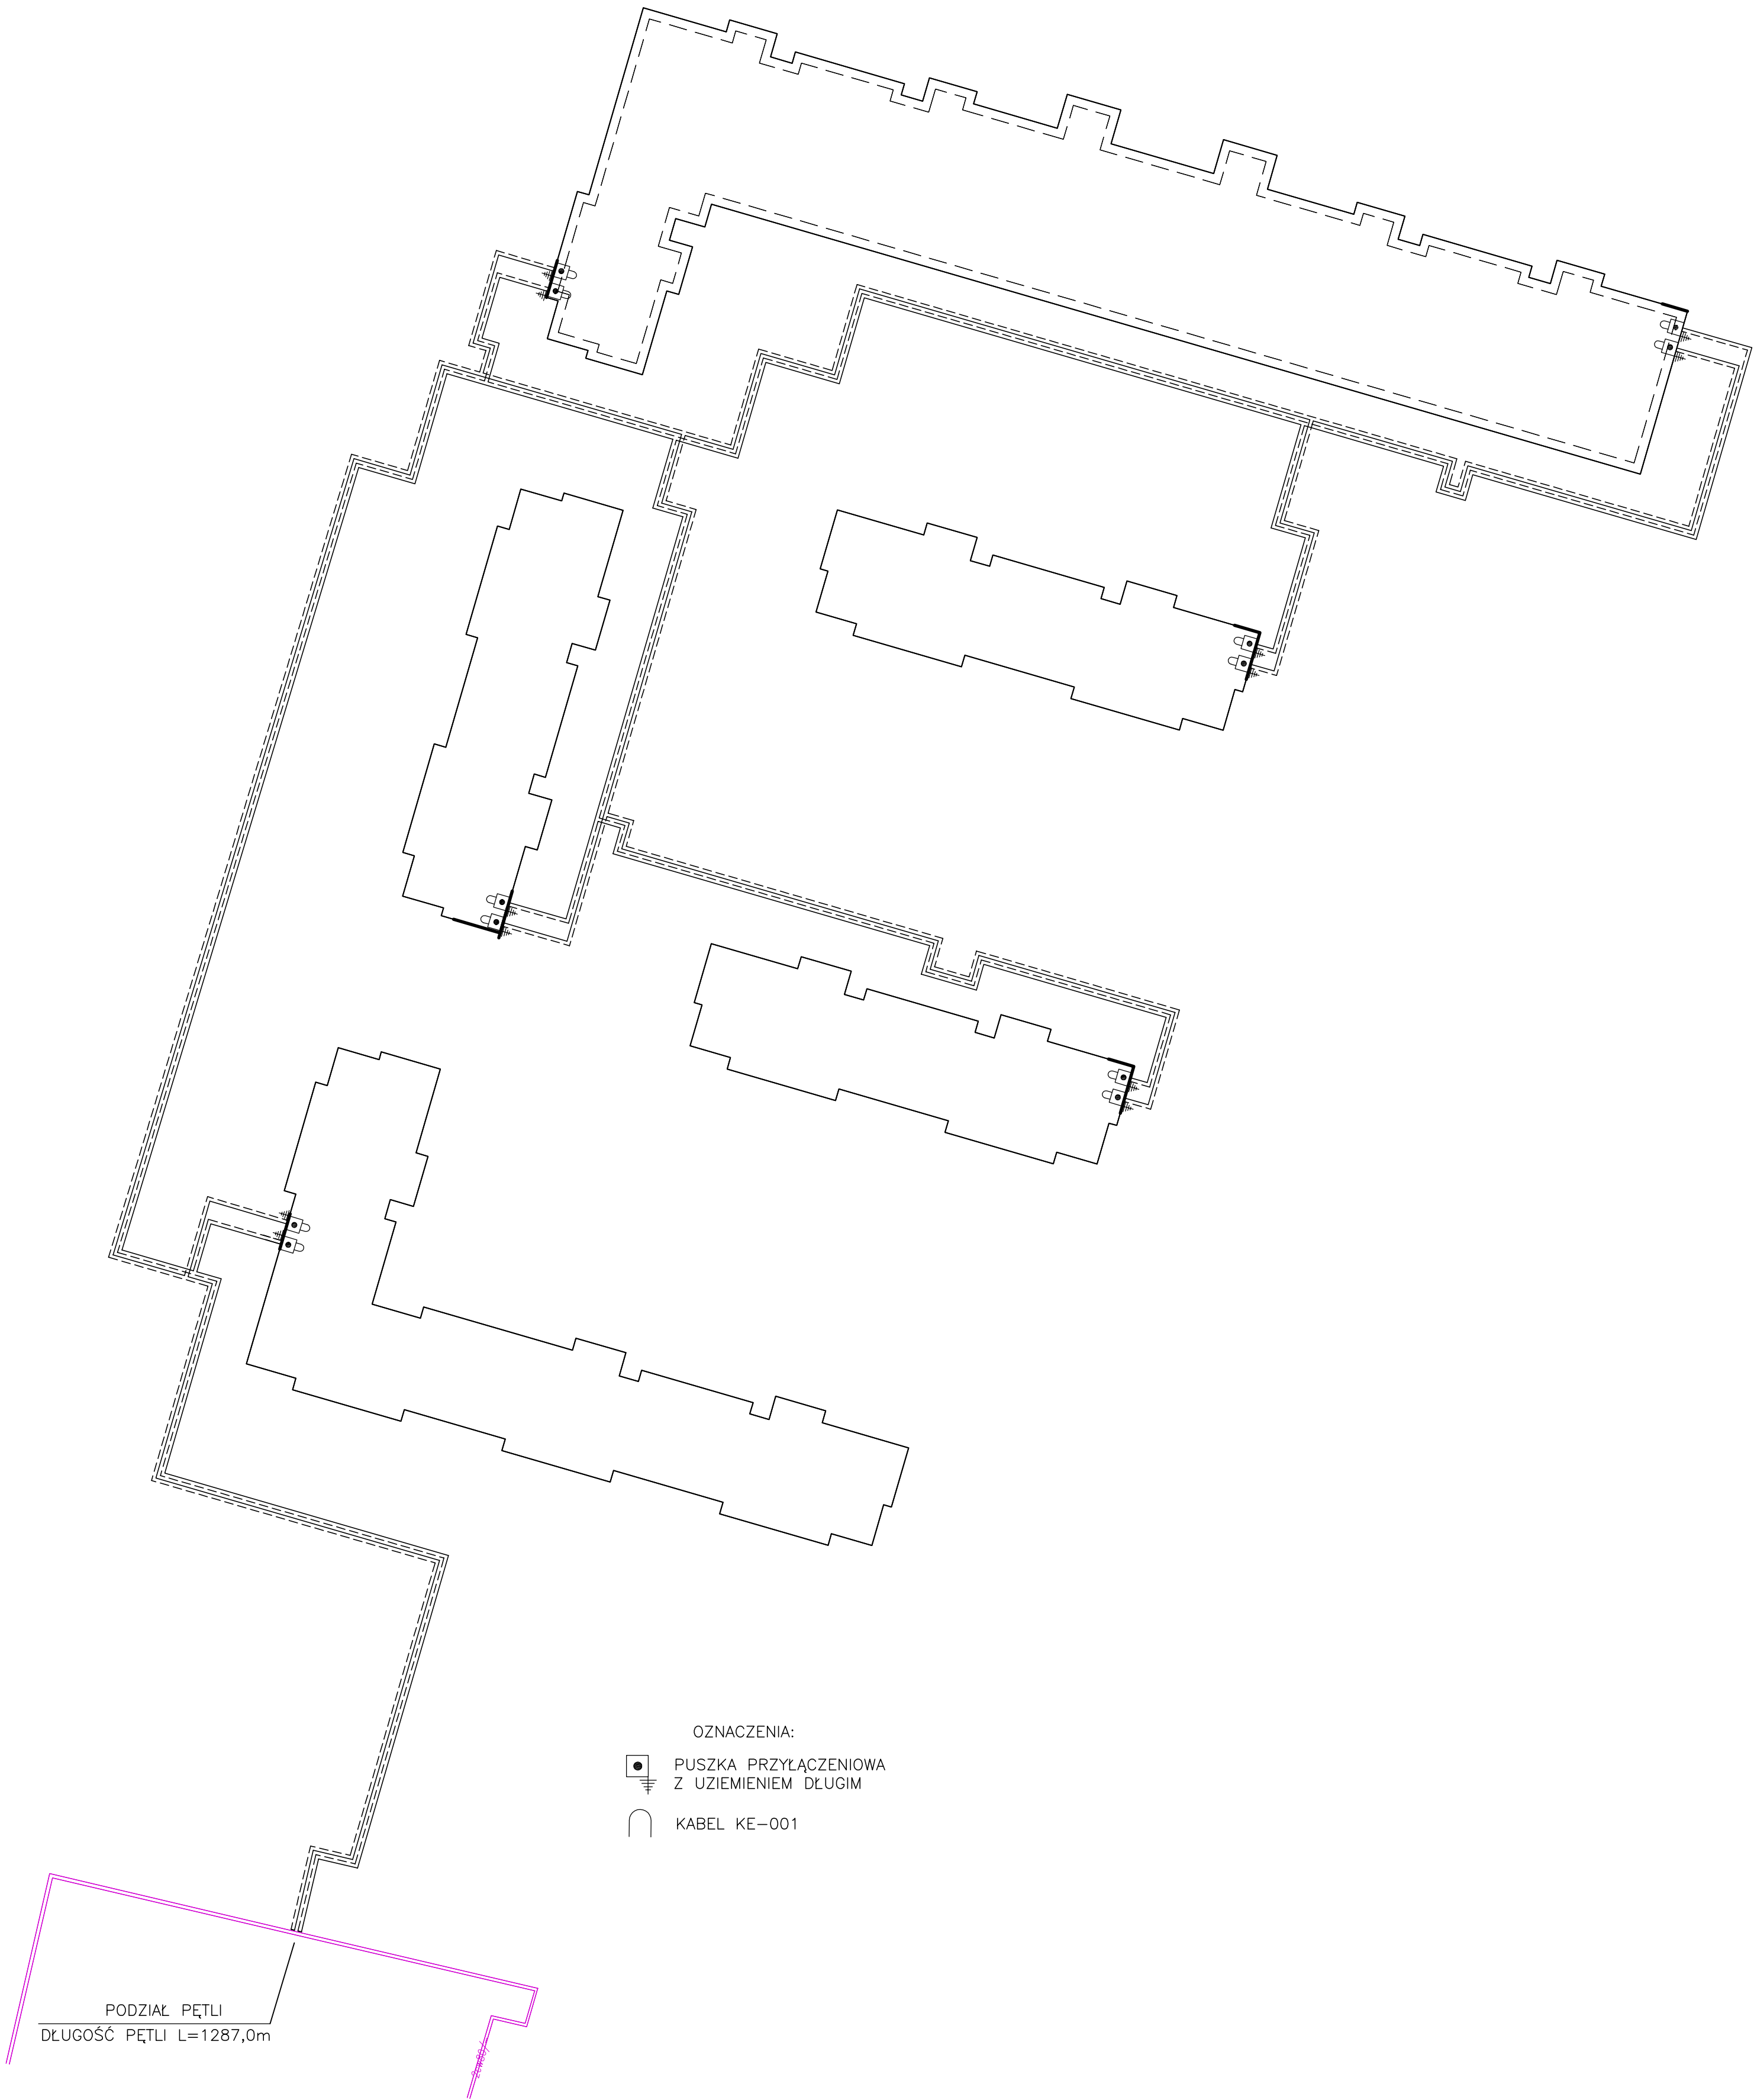 OZNACZENIA:
PUSZKA PRZYŁĄCZENIOWA
Z UZIEMIENIEM DŁUGIM
KABEL KE-001
PODZIAŁ PĘTLI
DŁUGOŚĆ PĘTLI L=1287,0m